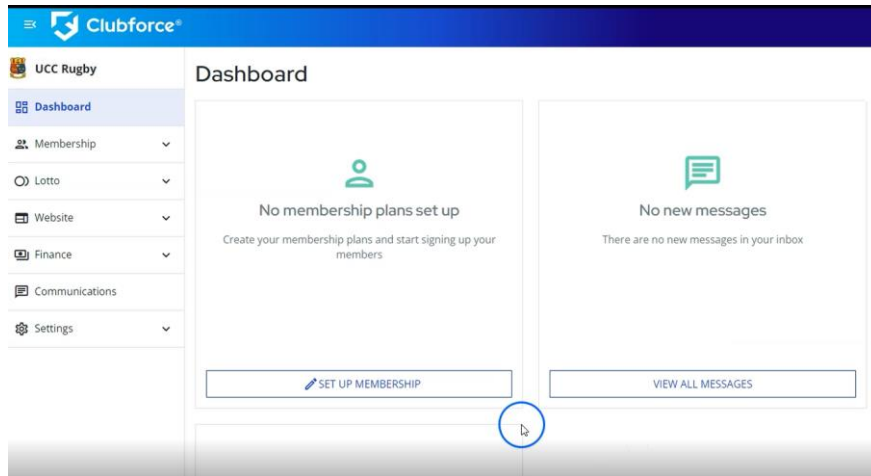 Clubforce®
UCC Rugby
Dashboard
Membership
Lotto
Website
Finance
Communications
Settings
Dashboard
No membership plans set up
Create your membership plans and start signing up your
members
SET UP MEMBERSHIP
No new messages
There are no new messages in your inbox
VIEW ALL MESSAGES